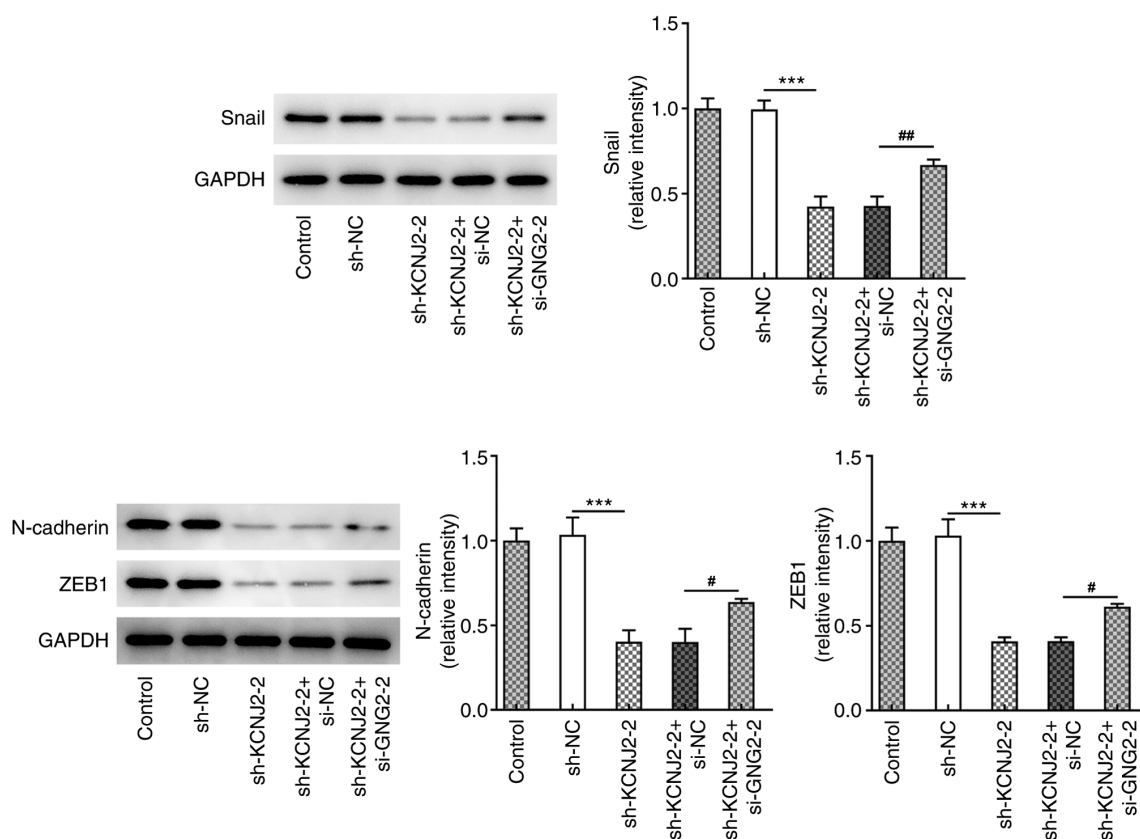 Snail
GAPDH
Control
sh-NC
sh-KCNJ2-2
sh-KCNJ2-2+
si-NC
sh-KCNJ2-2+
si-GNG2-2
Snail
(relative intensity)
1.5
1.0
0.5
0.0
***
##
Control
sh-NC
sh-KCNJ2-2
sh-KCNJ2-2+
si-NC
sh-KCNJ2-2+
si-GNG2-2
N-cadherin
ZEB1
GAPDH
Control
sh-NC
sh-KCNJ2-2
sh-KCNJ2-2+
si-NC
sh-KCNJ2-2+
si-GNG2-2
N-cadherin
(relative intensity)
1.5
1.0
0.5
0.0
***
#
Control
sh-NC
sh-KCNJ2-2
sh-KCNJ2-2+
si-NC
sh-KCNJ2-2+
si-GNG2-2
ZEB1
(relative intensity)
1.5
1.0
0.5
0.0
***
#
Control
sh-NC
sh-KCNJ2-2
sh-KCNJ2-2+
si-NC
sh-KCNJ2-2+
si-GNG2-2